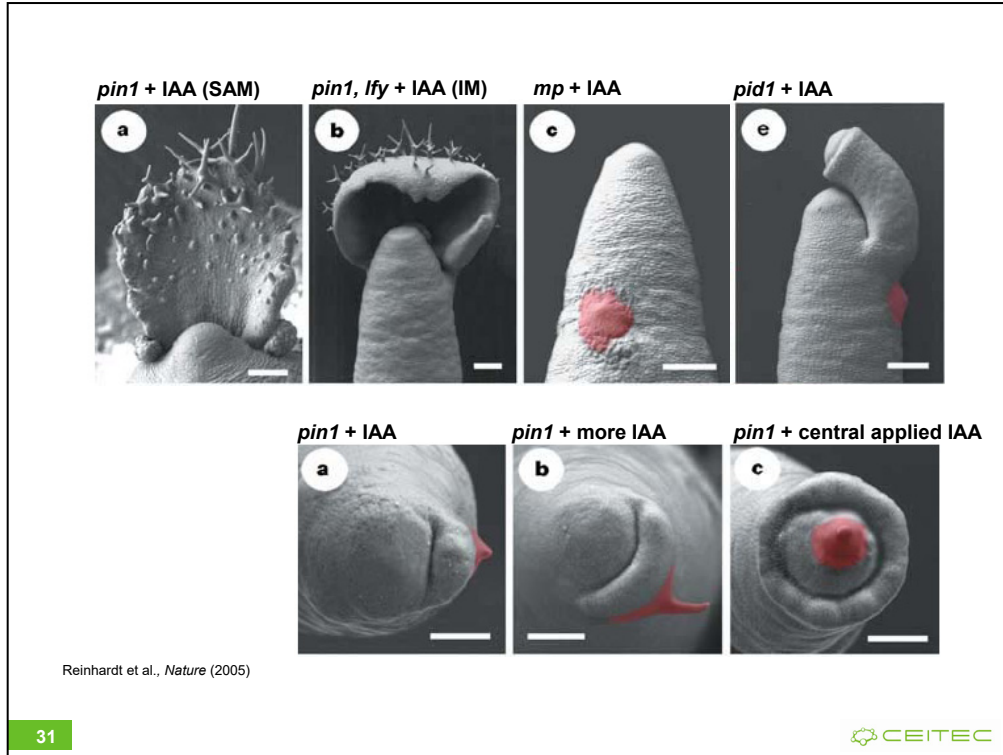 pin1 + IAA (SAM) pin1, lfy + IAA (IM) mp + IAA pid1 + IAA
a b c e
pin1 + IAA pin1 + more IAA pin1 + central applied IAA
a b c
Reinhardt et al., Nature (2005)
31 CEITEC